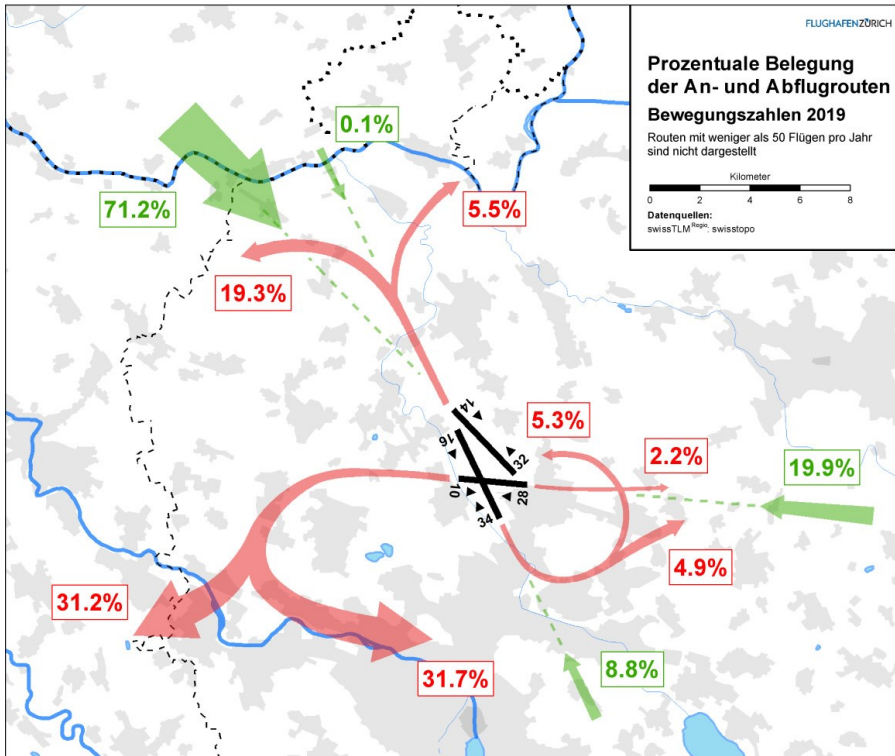 FLUGHAFENZÜRICH
Prozentuale Belegung
der An- und Abflugrouten
Bewegungszahlen 2019
Routen mit weniger als 50 Flügen pro Jahr
sind nicht dargestellt
Kilometer
0 2 4 6 8
Datenquellen:
swissTLM Regio, swisstopo
0.1%
71.2%
5.5%
19.3%
14
16
5.3%
32
2.2%
19.9%
10
28
34
4.9%
31.2%
31.7%
8.8%